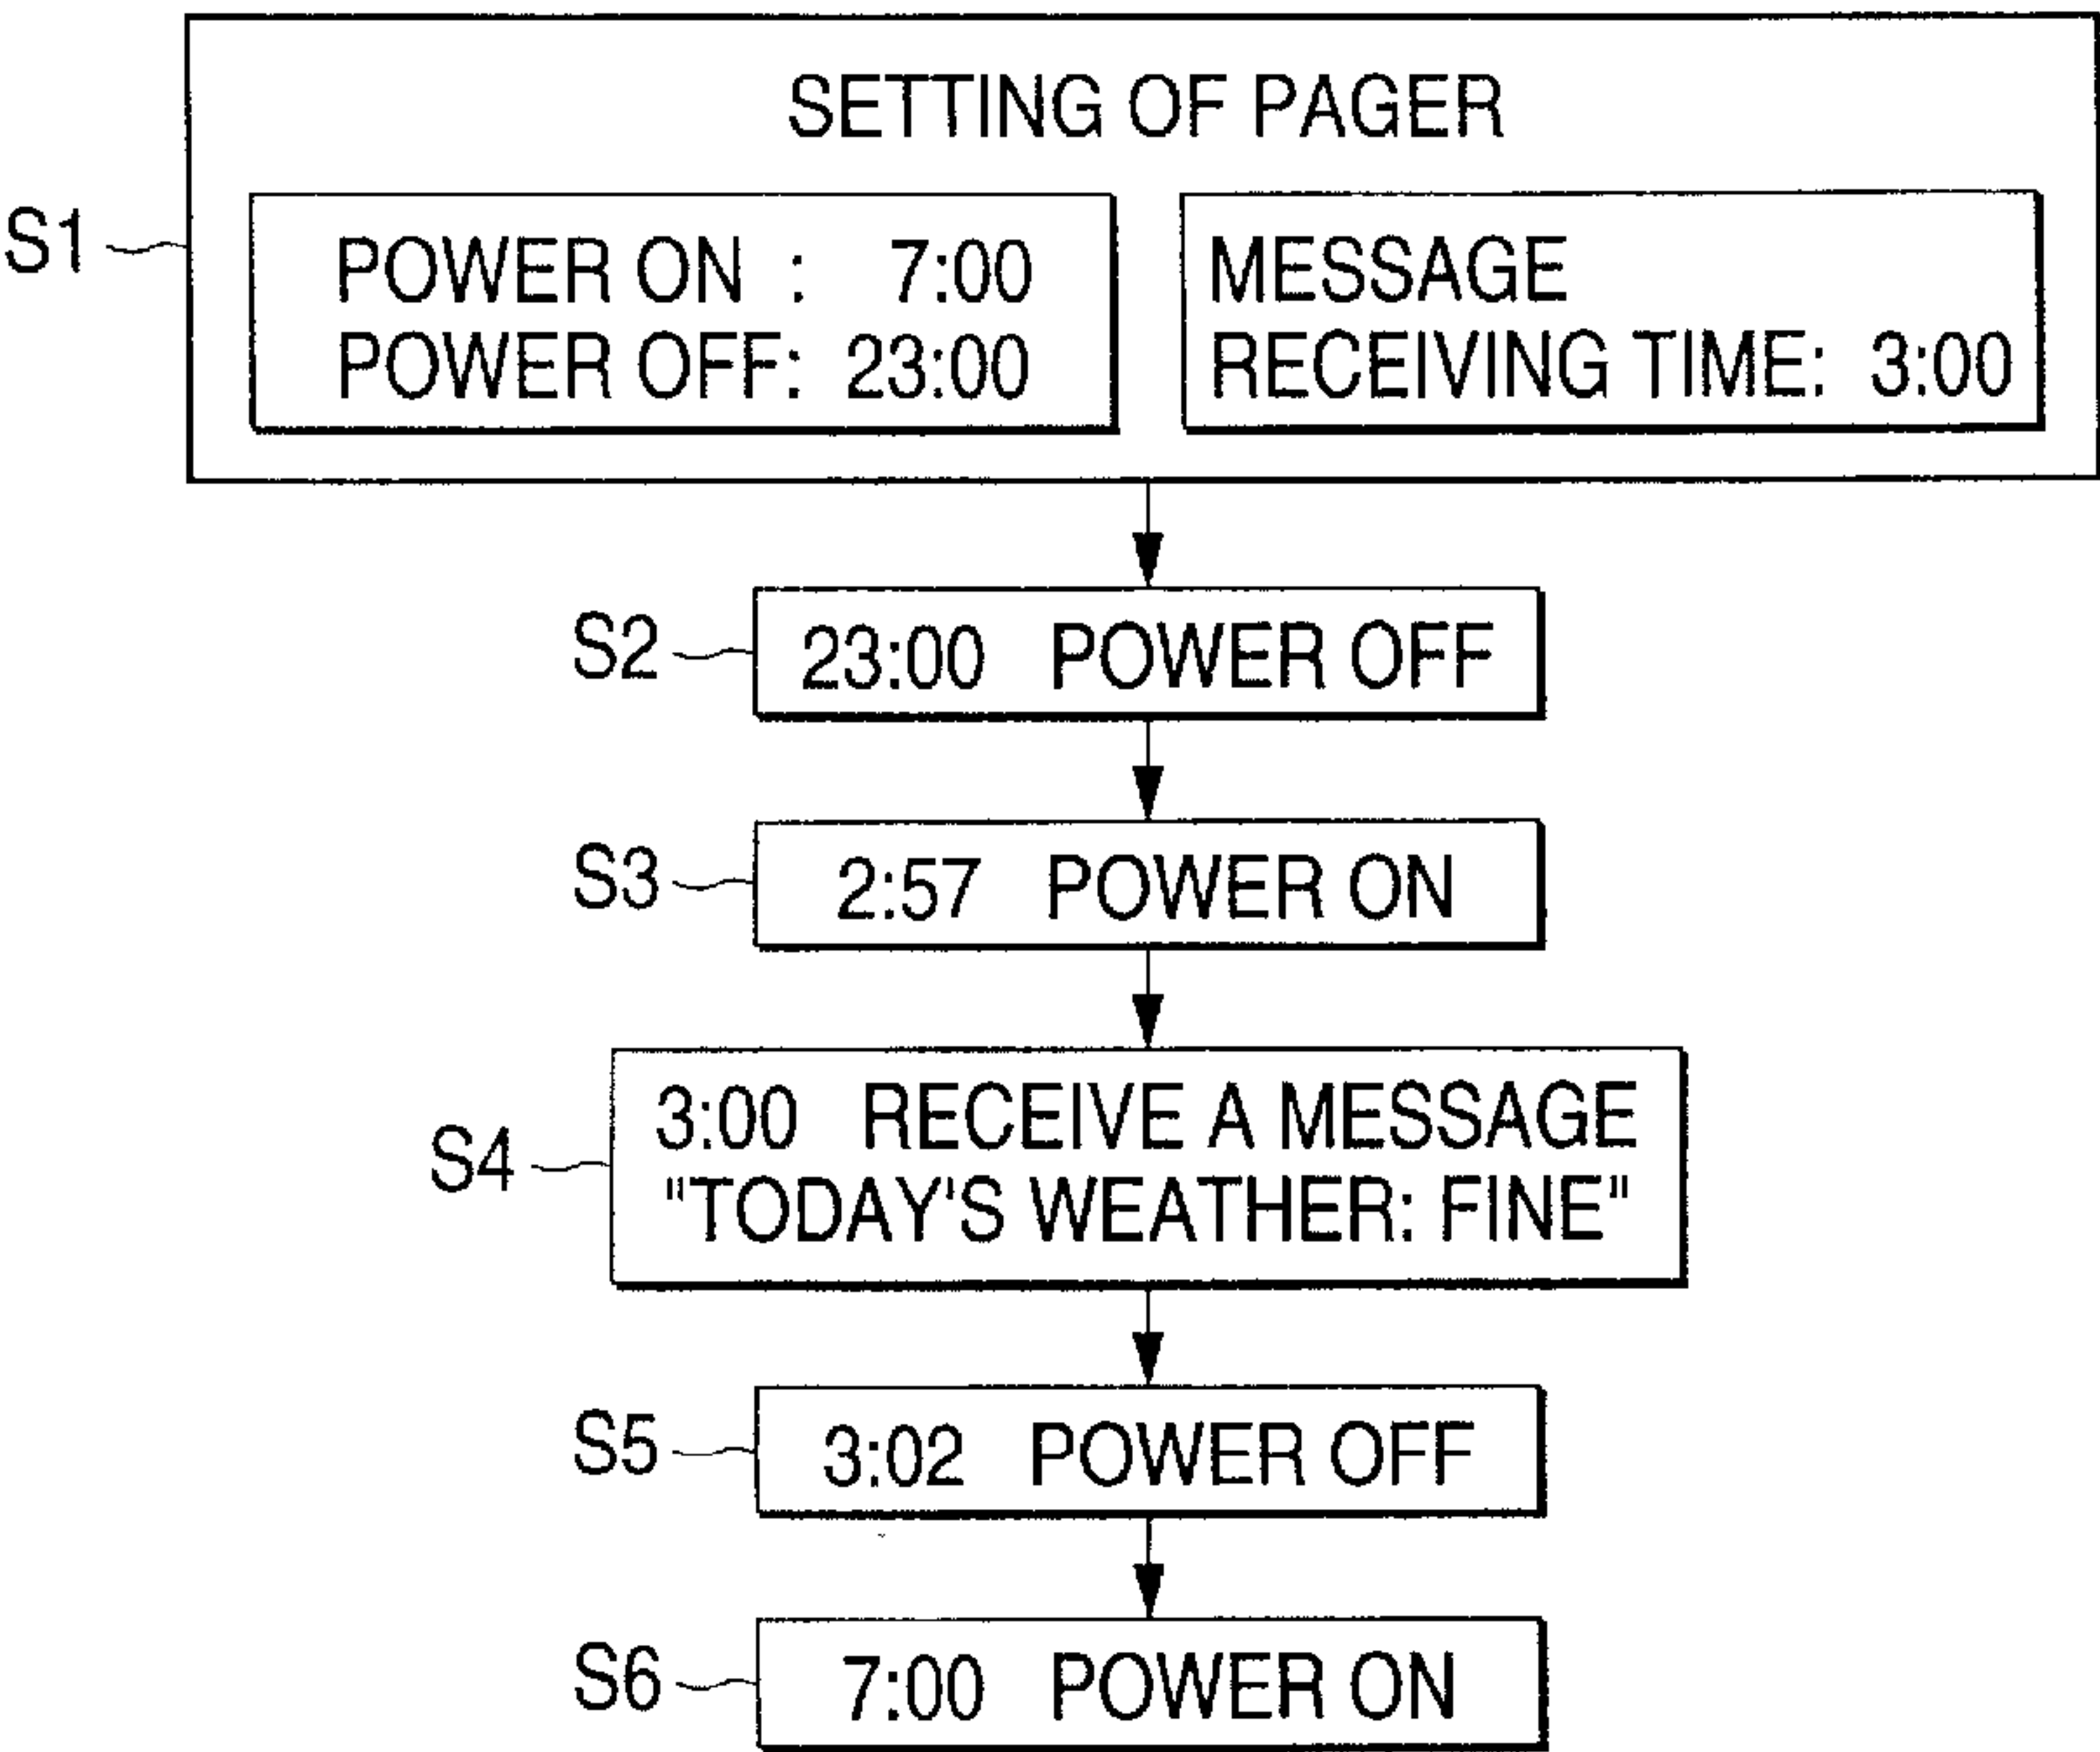 SETTING OF PAGER
S1
POWER ON : 7:00
POWER OFF: 23:00
MESSAGE
RECEIVING TIME: 3:00
S2
23:00 POWER OFF
S3
2:57 POWER ON
S4
3:00 RECEIVE A MESSAGE
"TODAY'S WEATHER: FINE"
S5
3:02 POWER OFF
S6
7:00 POWER ON